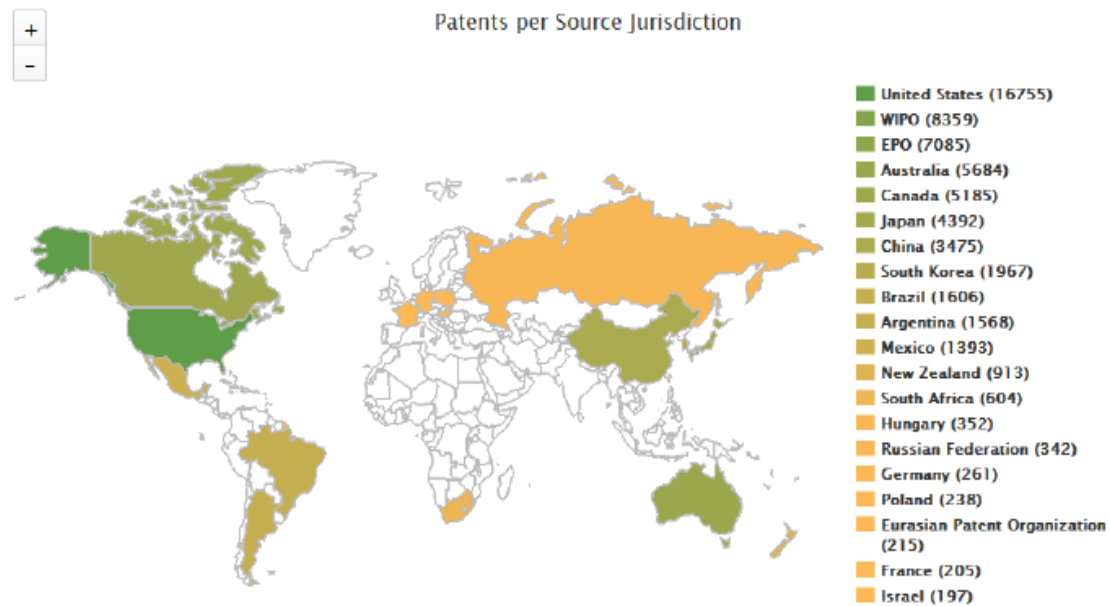 +
Patents per Source Jurisdiction
–
United States (16755)
WIPO (8359)
EPO (7085)
Australia (5684)
Canada (5185)
Japan (4392)
China (3475)
South Korea (1967)
Brazil (1606)
Argentina (1568)
Mexico (1393)
New Zealand (913)
South Africa (604)
Hungary (352)
Russian Federation (342)
Germany (261)
Poland (238)
Eurasian Patent Organization
(215)
France (205)
Israel (197)